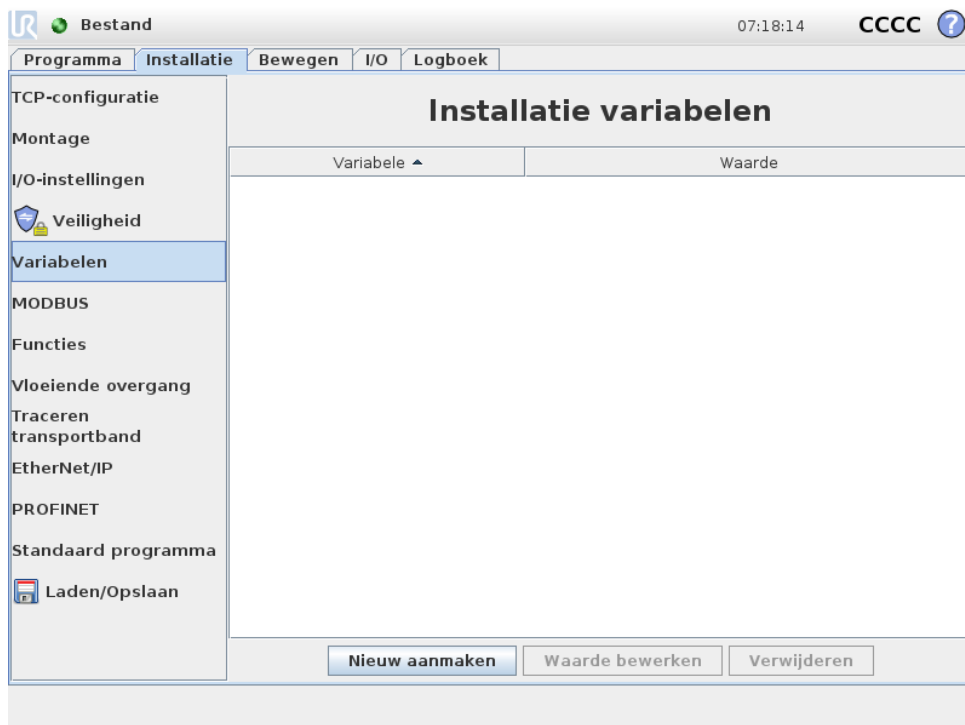 UR Bestand 07:18:14 CCCC ?
Programma Installatie Bewegen I/O Logboek
TCP-configuratie
Montage
I/O-instellingen
Veiligheid
Variabelen
MODBUS
Functies
Vloeiende overgang
Traceren
transportband
EtherNet/IP
PROFINET
Standaard programma
Laden/Opslaan
Installatie variabelen
Variabele Waarde
Nieuw aanmaken Waarde bewerken Verwijderen